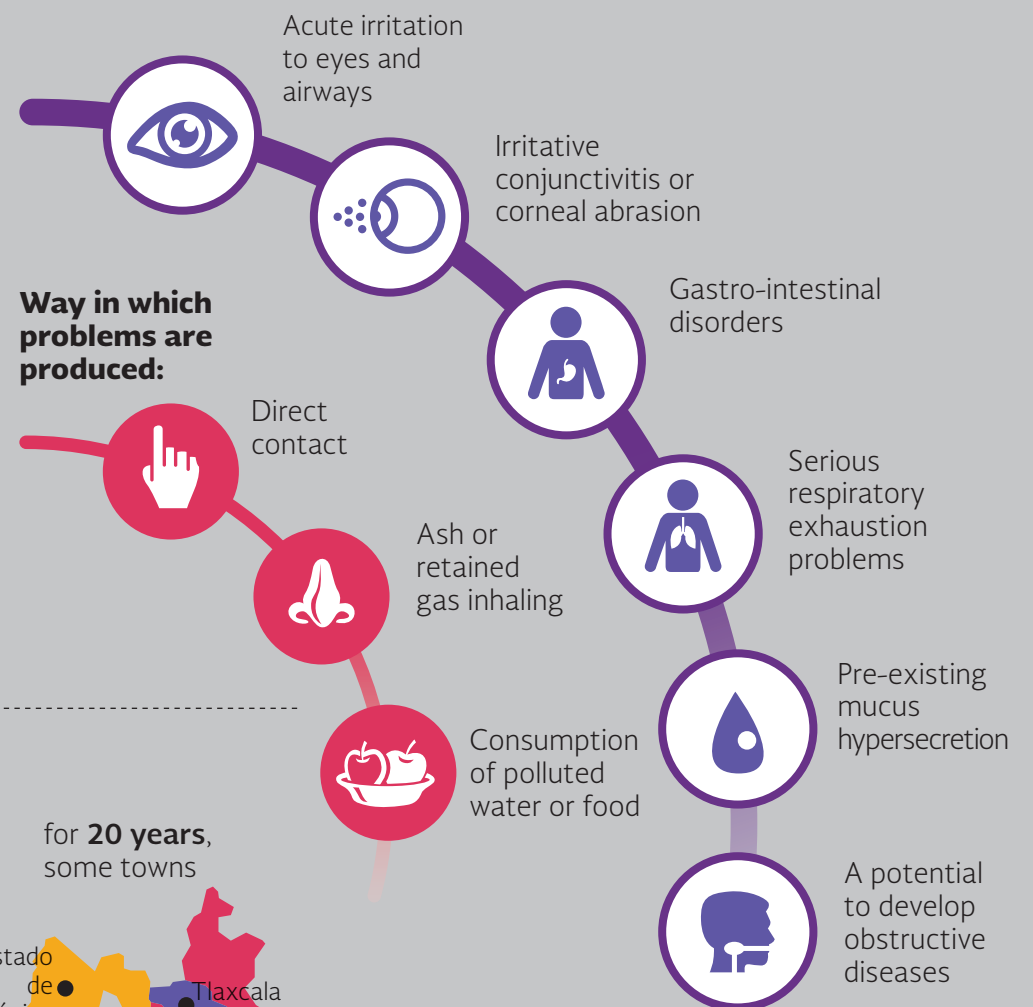 Acute irritation
to eyes and
airways
Irritative
conjunctivitis or
corneal abrasion
Gastro-intestinal
disorders
Serious
respiratory
exhaustion
problems
Pre-existing
mucus
hypersecretion
A potential
to develop
obstructive
diseases
Way in which
problems are
produced:
Direct
contact
Ash or
retained
gas inhaling
Consumption
of polluted
water or food
for 20 years,
some towns
de
Tlaxcala